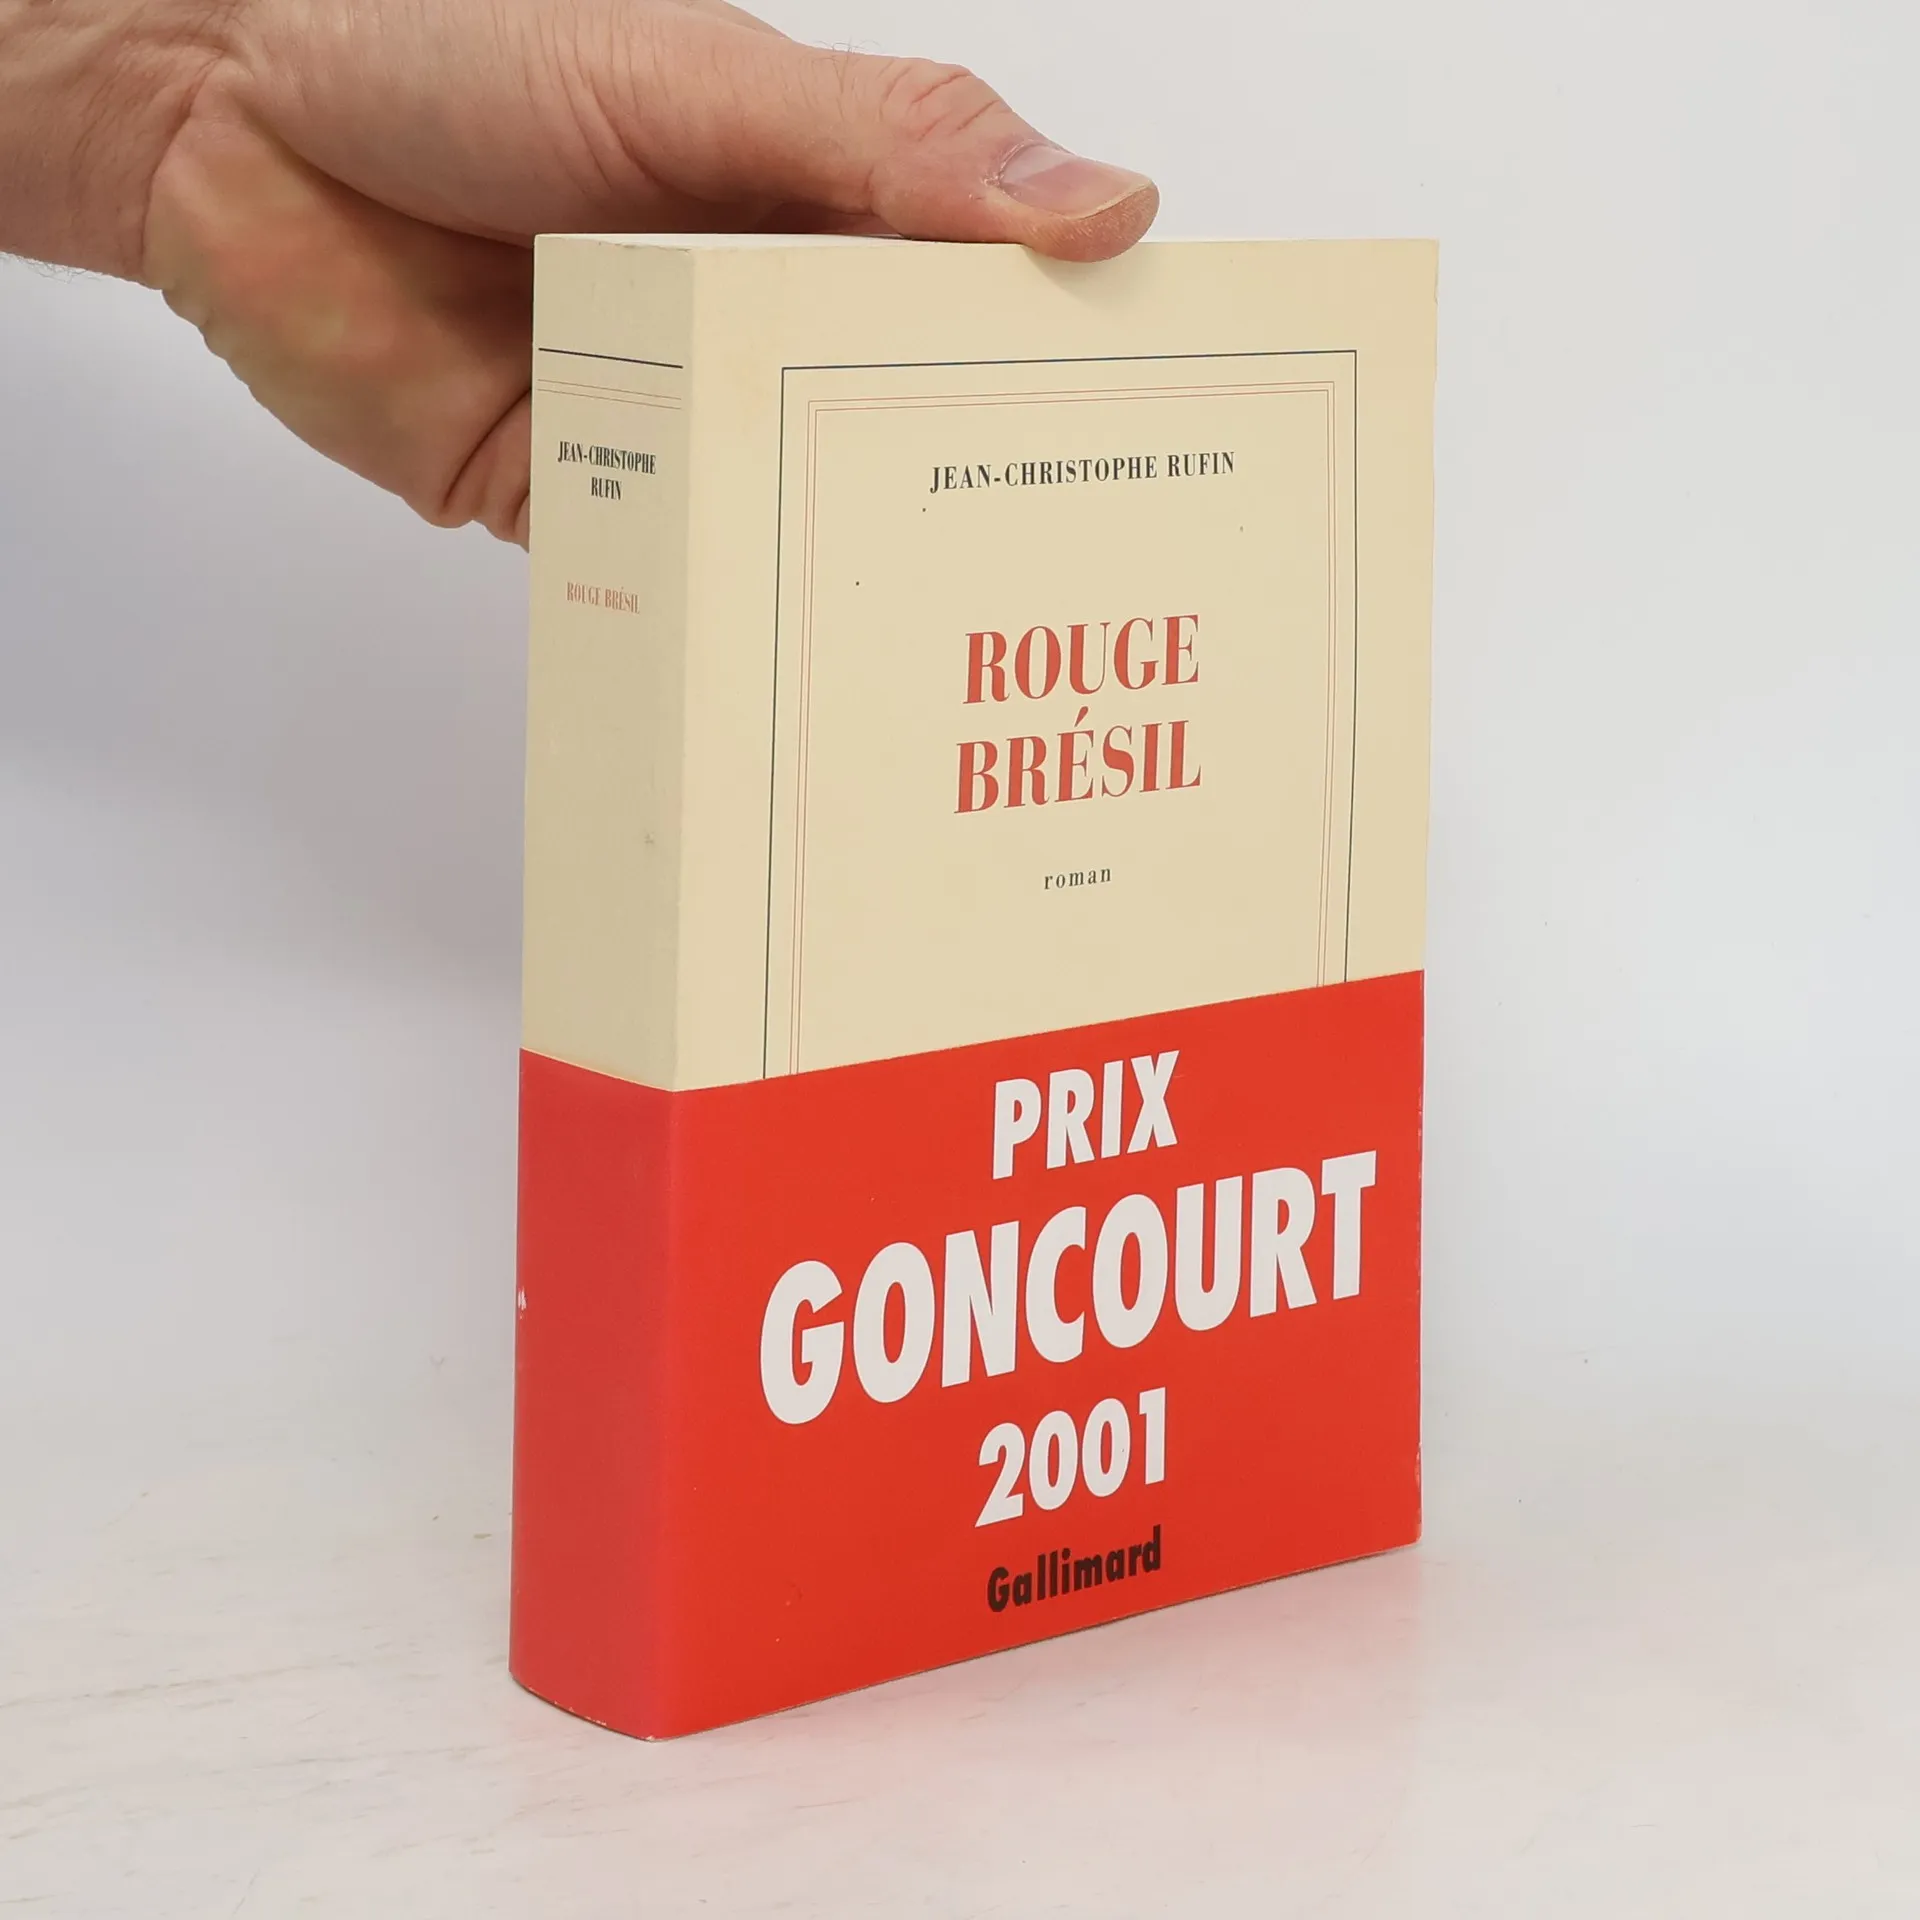 JEAN-CHRISTOPHE
RUFIN
ROUGE BRÉSIL
JEAN-CHRISTOPHE RUFIN
ROUGE
BRÉSIL
roman
PRIX
GONCOURT
2001
Gallimard